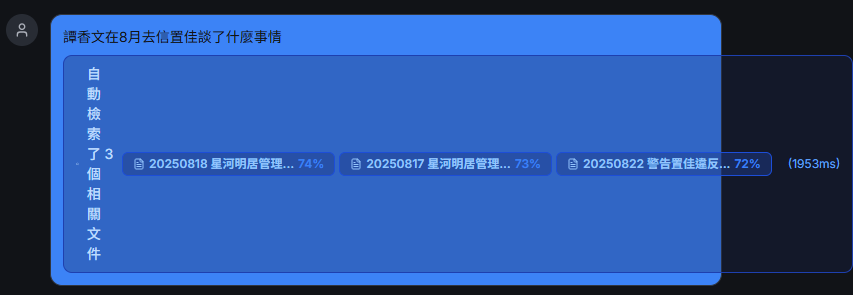 譚香文在8月去信置佳談了什麼事情
自
動
檢
索
了 3
個
相
關
文
件
20250818 星河明居管理... 74%
20250817 星河明居管理... 73%
20250822 警告置佳違反... 72%
(1953ms)